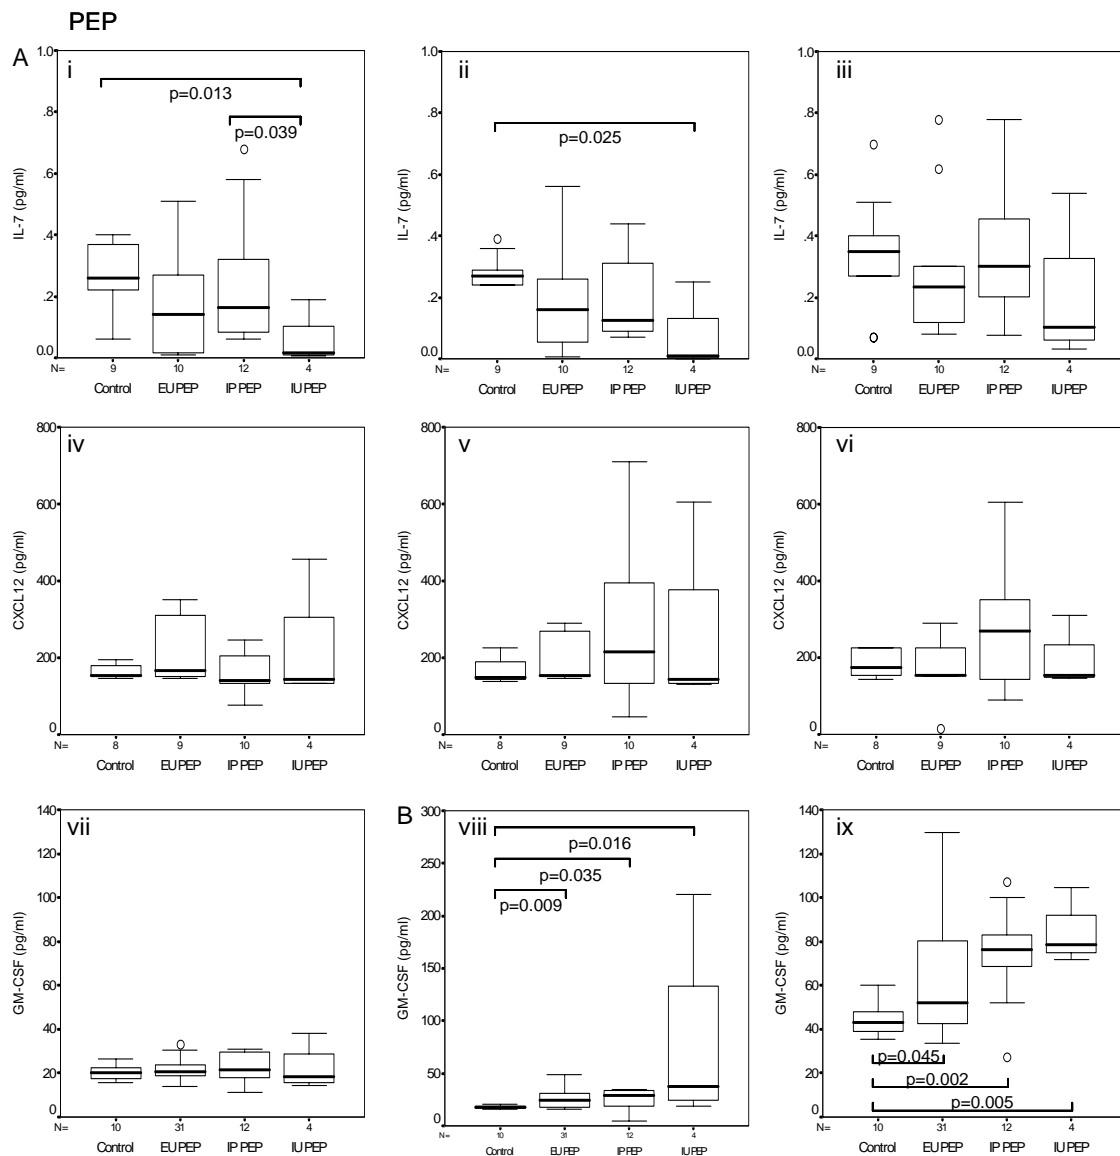 PEP
A
i
1.0
.8
.6
.4
.2
0.0
IL-7 (pg/ml)
p=0.013
p=0.039
N= 9 10 12 4
Control EU PEP IP PEP IU PEP
ii
1.0
.8
.6
.4
.2
0.0
IL-7 (pg/ml)
p=0.025
N= 9 10 12 4
Control EU PEP IP PEP IU PEP
iii
1.0
.8
.6
.4
.2
0.0
IL-7 (pg/ml)
N= 9 10 12 4
Control EU PEP IP PEP IU PEP
iv
800
600
400
200
0
CXCL12 (pg/ml)
N= 8 9 10 4
Control EU PEP IP PEP IU PEP
v
800
600
400
200
0
CXCL12 (pg/ml)
N= 8 9 10 4
Control EU PEP IP PEP IU PEP
vi
800
600
400
200
0
CXCL12 (pg/ml)
N= 8 9 10 4
Control EU PEP IP PEP IU PEP
vii
140
120
100
80
60
40
20
0
GM-CSF (pg/ml)
N= 10 31 12 4
Control EU PEP IP PEP IU PEP
B
viii
300
250
200
150
100
50
0
GM-CSF (pg/ml)
p=0.016
p=0.035
p=0.009
N= 10 31 12 4
Control EU PEP IP PEP IU PEP
ix
140
120
100
80
60
40
20
0
GM-CSF (pg/ml)
p=0.045
p=0.002
p=0.005
N= 10 31 12 4
Control EU PEP IP PEP IU PEP